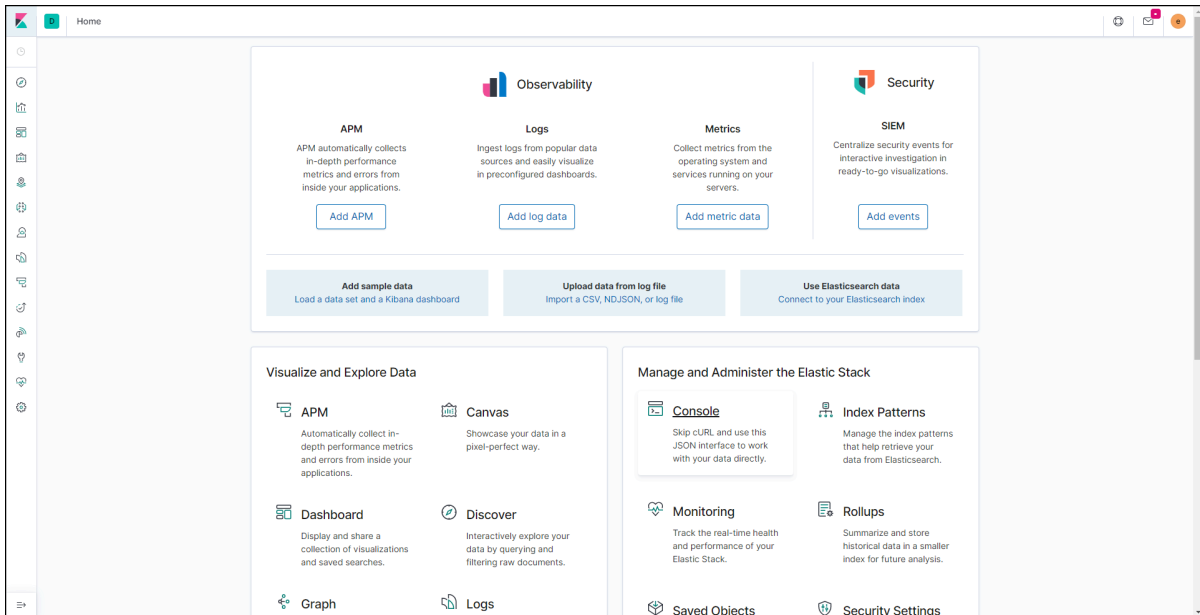 D Home e
Observability
Security
APM
APM automatically collects
in-depth performance
metrics and errors from
inside your applications.
Add APM
Logs
Ingest logs from popular data
sources and easily visualize
in preconfigured dashboards.
Add log data
Metrics
Collect metrics from the
operating system and
services running on your
servers.
Add metric data
SIEM
Centralize security events for
interactive investigation in
ready-to-go visualizations.
Add events
Add sample data
Load a data set and a Kibana dashboard
Upload data from log file
Import a CSV, NDJSON, or log file
Use Elasticsearch data
Connect to your Elasticsearch index
Visualize and Explore Data
APM
Automatically collect in-
depth performance metrics
and errors from inside your
applications.
Canvas
Showcase your data in a
pixel-perfect way.
Dashboard
Display and share a
collection of visualizations
and saved searches.
Discover
Interactively explore your
data by querying and
filtering raw documents.
Graph
Logs
Manage and Administer the Elastic Stack
Console
Skip cURL and use this
JSON interface to work
with your data directly.
Index Patterns
Manage the index patterns
that help retrieve your
data from Elasticsearch.
Monitoring
Track the real-time health
and performance of your
Elastic Stack.
Rollups
Summarize and store
historical data in a smaller
index for future analysis.
Saved Objects
Security Settings